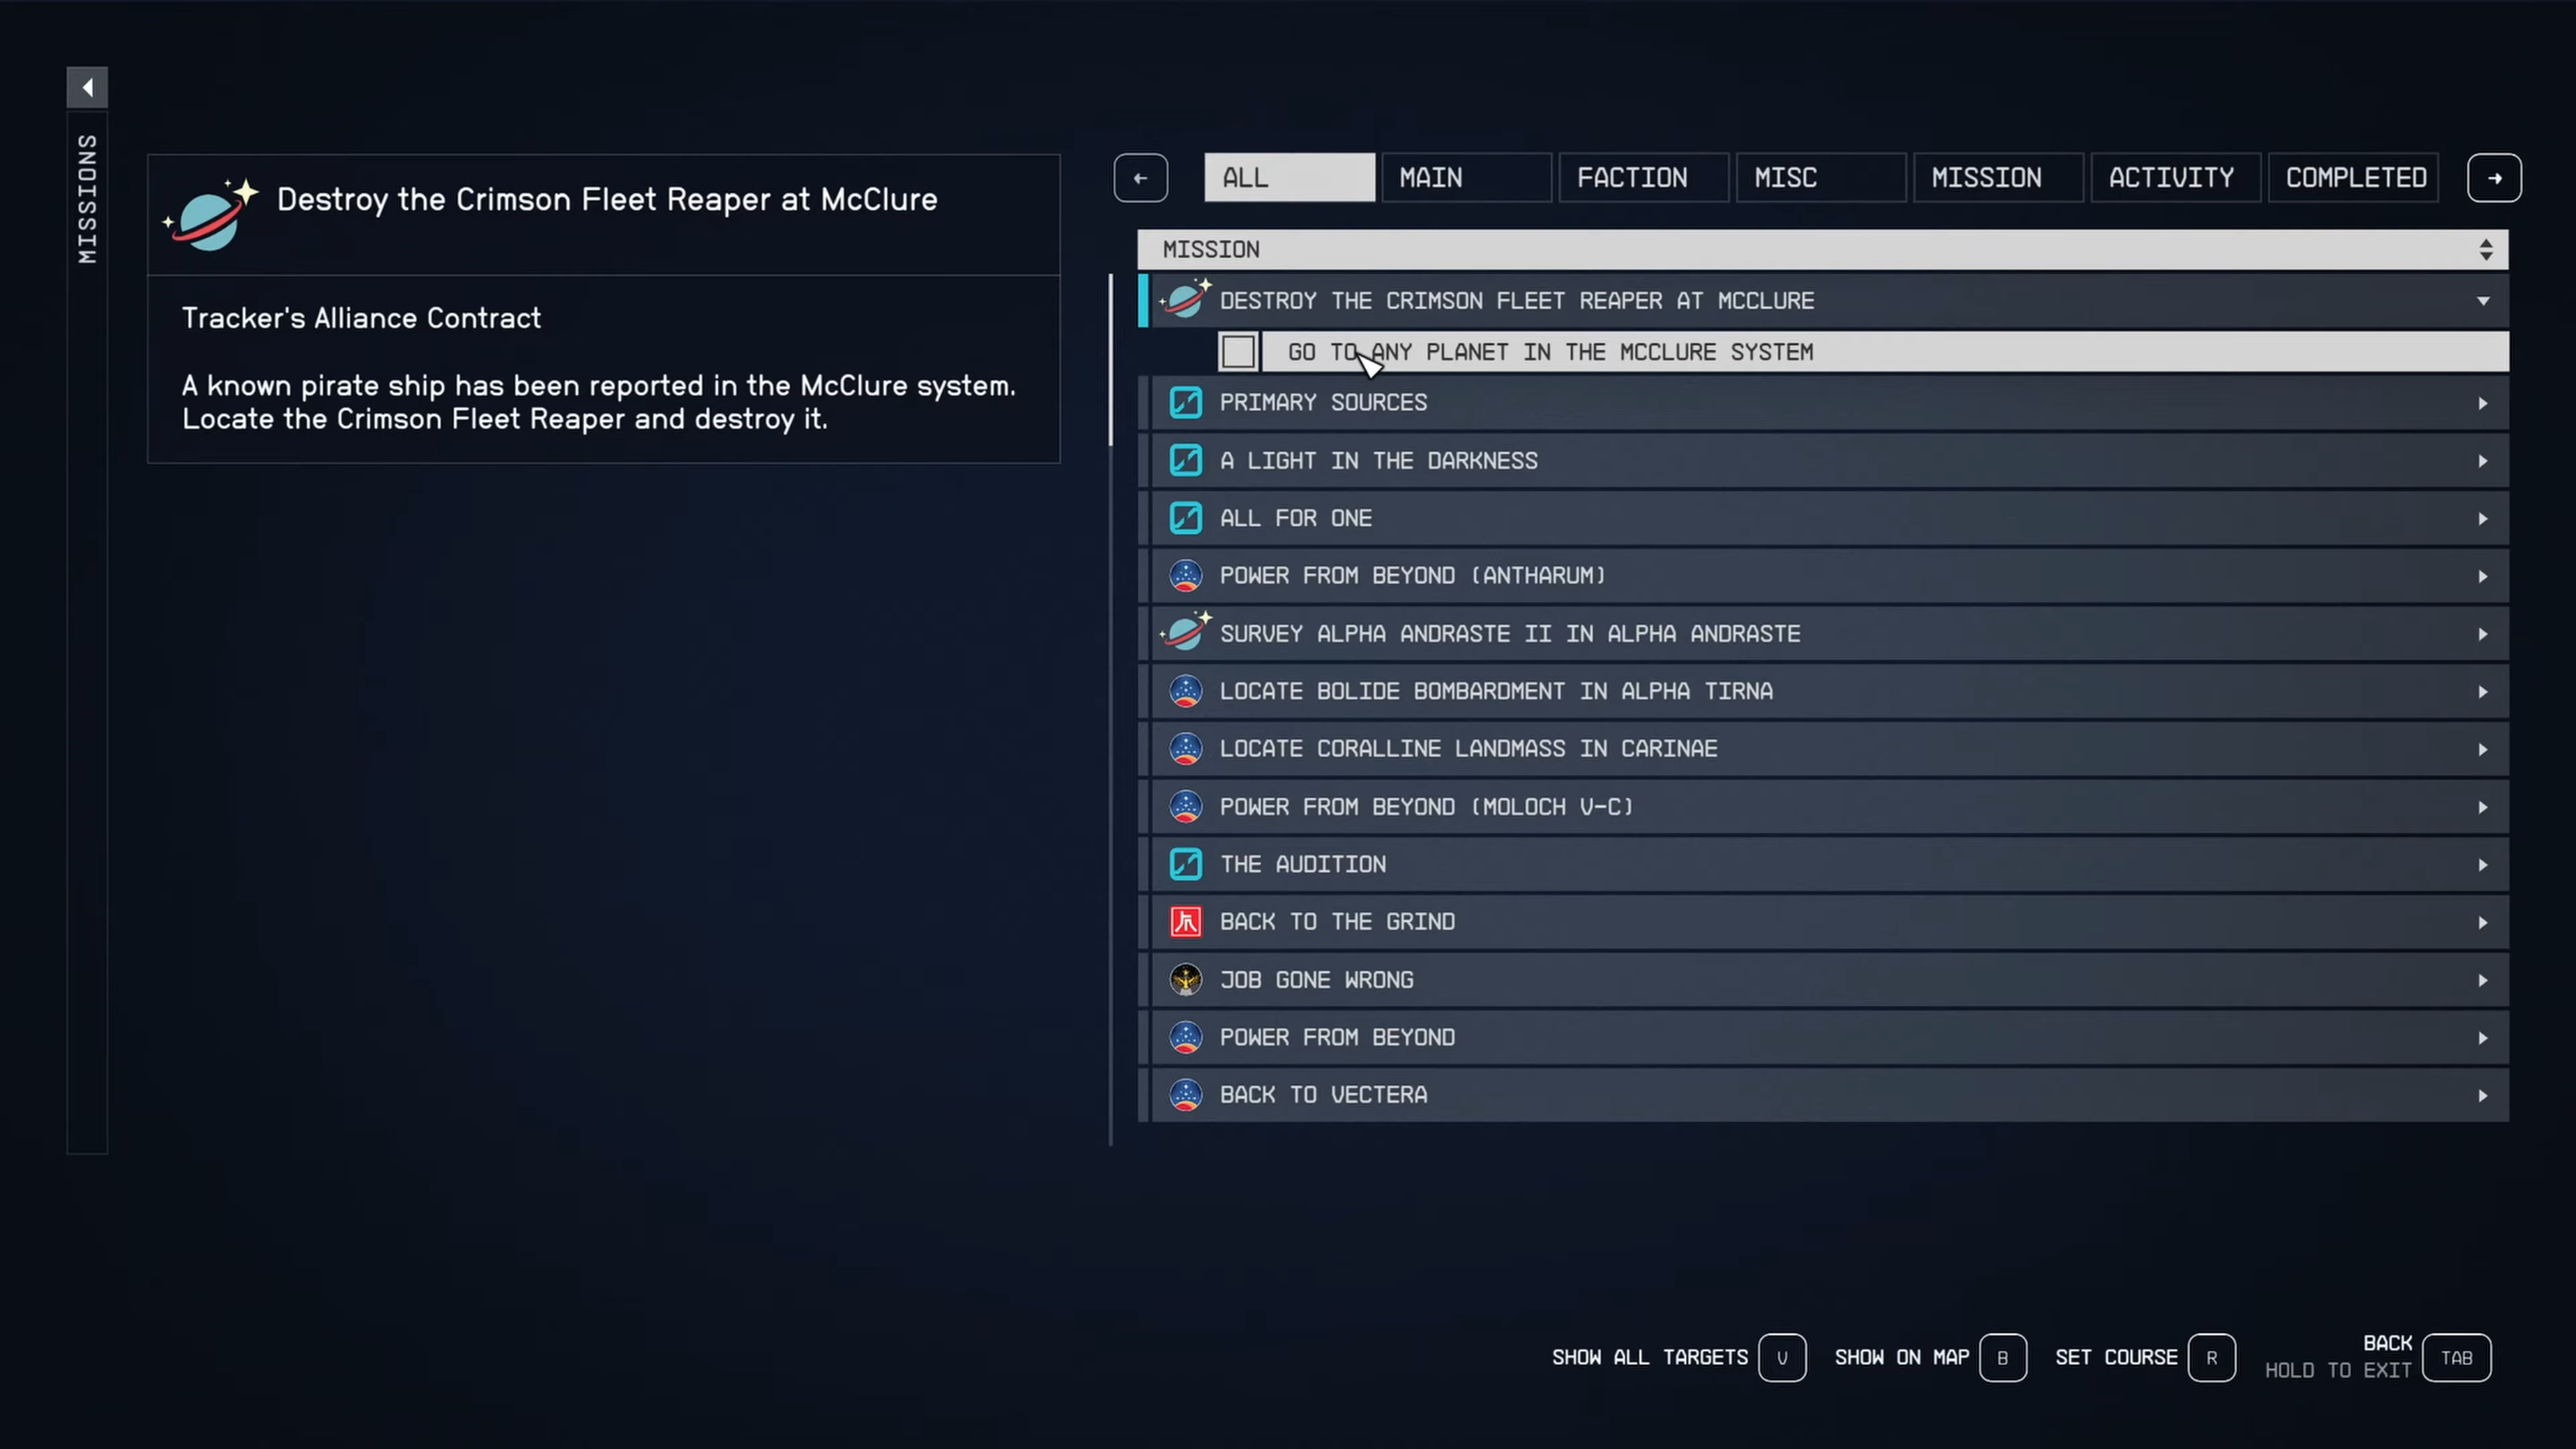 MISSIONS
Destroy the Crimson Fleet Reaper at McClure
Tracker's Alliance Contract
A known pirate ship has been reported in the McClure system.
Locate the Crimson Fleet Reaper and destroy it.
ALL
MAIN
FACTION
MISC
MISSION
ACTIVITY
COMPLETED
MISSION
DESTROY THE CRIMSON FLEET REAPER AT MCCLURE
GO TO ANY PLANET IN THE MCCLURE SYSTEM
PRIMARY SOURCES
A LIGHT IN THE DARKNESS
ALL FOR ONE
POWER FROM BEYOND (ANTHARUM)
SURVEY ALPHA ANDRASTE II IN ALPHA ANDRASTE
LOCATE BOLIDE BOMBARDMENT IN ALPHA TIRNA
LOCATE CORALLINE LANDMASS IN CARINAE
POWER FROM BEYOND (MOLOCH V-C)
THE AUDITION
BACK TO THE GRIND
JOB GONE WRONG
POWER FROM BEYOND
BACK TO VECTERA
SHOW ALL TARGETS V
SHOW ON MAP B
SET COURSE R
BACK
HOLD TO EXIT
TAB